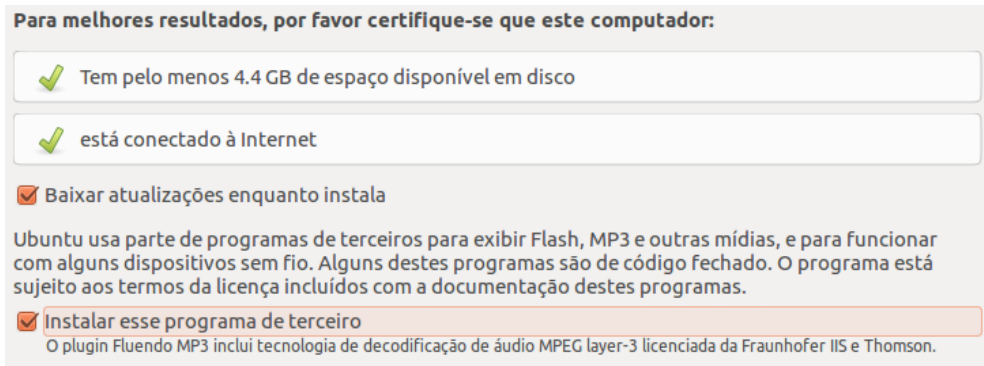 Para melhores resultados, por favor certifique-se que este computador:
Tem pelo menos 4.4 GB de espaço disponível em disco
está conectado à Internet
Baixar atualizações enquanto instala
Ubuntu usa parte de programas de terceiros para exibir Flash, MP3 e outras mídias, e para funcionar
com alguns dispositivos sem fio. Alguns destes programas são de código fechado. O programa está
sujeito aos termos da licença incluídos com a documentação destes programas.
Instalar esse programa de terceiro
O plugin Fluendo MP3 inclui tecnologia de decodificação de áudio MPEG layer-3 licenciada da Fraunhofer IIS e Thomson.